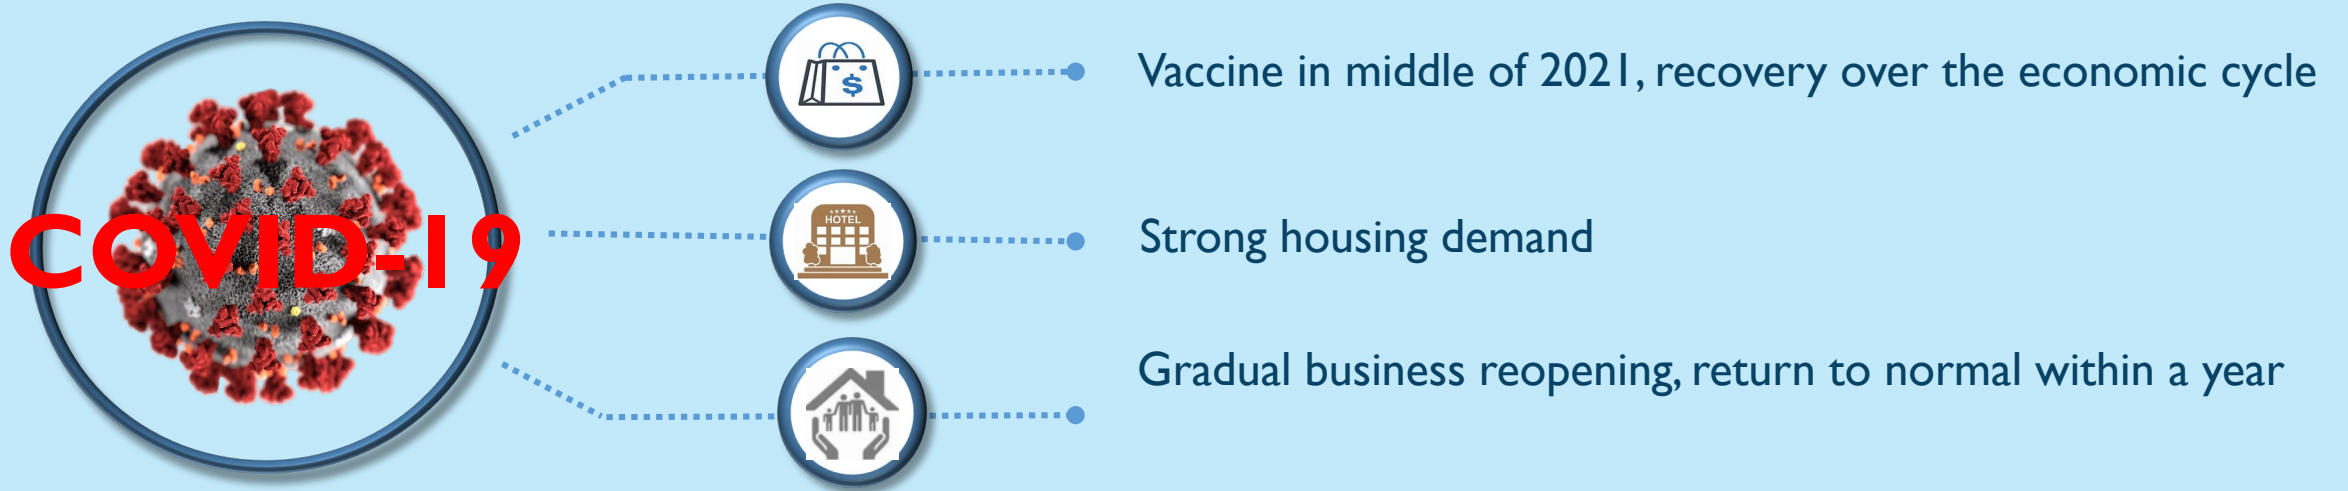 COVID-19
Vaccine in middle of 2021, recovery over the economic cycle
$
HOTEL
Strong housing demand
Gradual business reopening, return to normal within a year